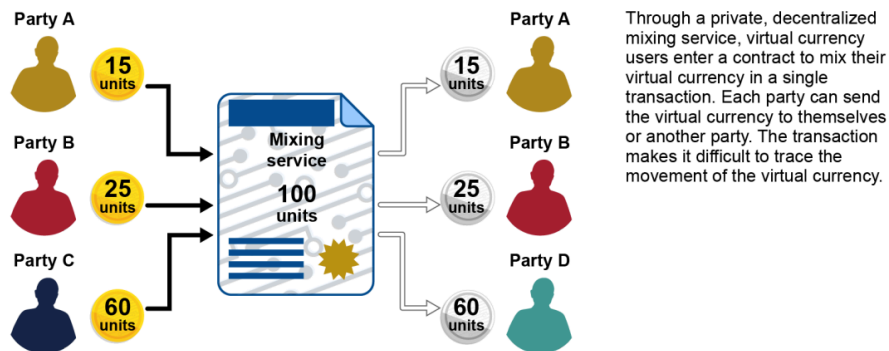 Party A
15
units
Party B
25
units
Party C
60
units
Mixing
service
100
units
Party A
15
units
Party B
25
units
Party D
60
units
Through a private, decentralized
mixing service, virtual currency
users enter a contract to mix their
virtual currency in a single
transaction. Each party can send
the virtual currency to themselves
or another party. The transaction
makes it difficult to trace the
movement of the virtual currency.